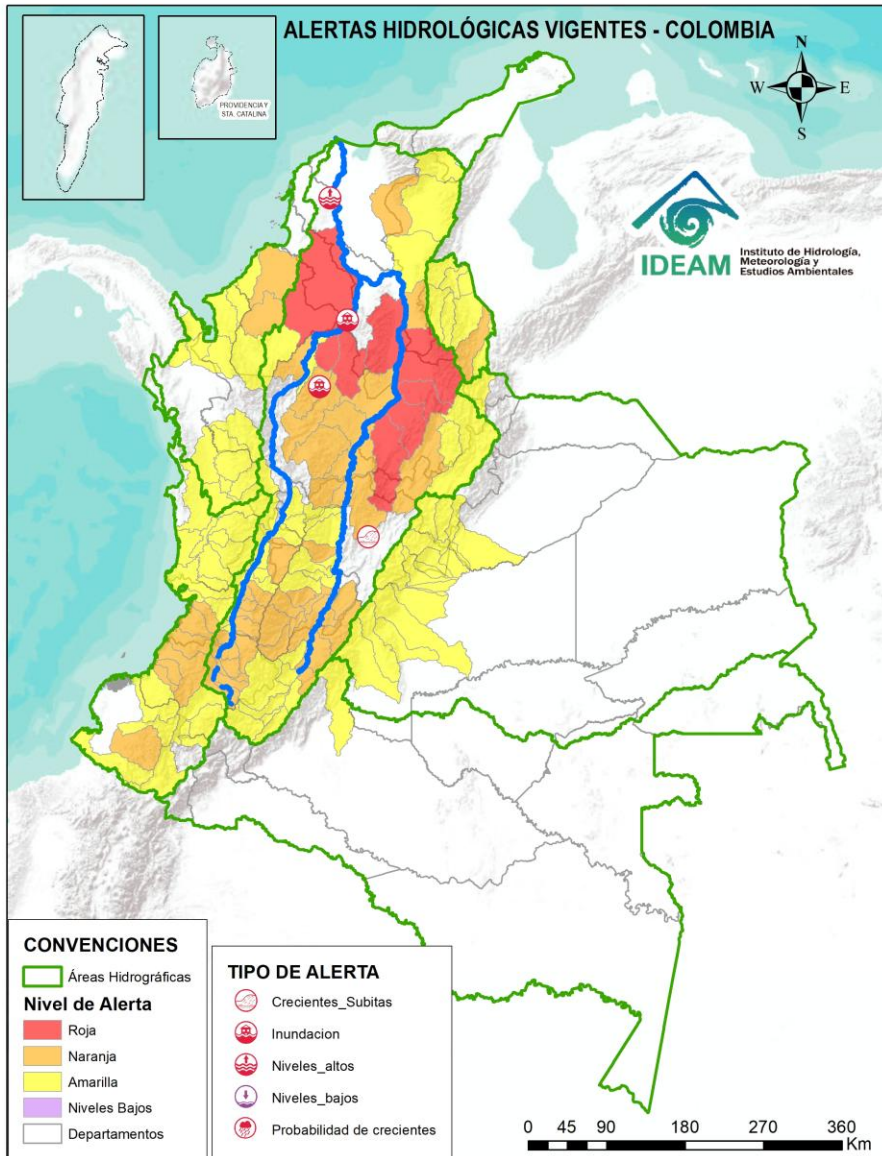 ALERTAS HIDROLÓGICAS VIGENTES - COLOMBIA
PROVIDENCIA Y
STA. CATALINA
N
W E
S
IDEAM
Instituto de Hidrología,
Meteorología y
Estudios Ambientales
CONVENCIONES
Áreas Hidrográficas
Nivel de Alerta
Roja
Naranja
Amarilla
Niveles Bajos
Departamentos
TIPO DE ALERTA
Crecientes_Subitas
Inundacion
Niveles_altos
Niveles_bajos
Probabilidad de crecientes
0 45 90 180 270 360
Km